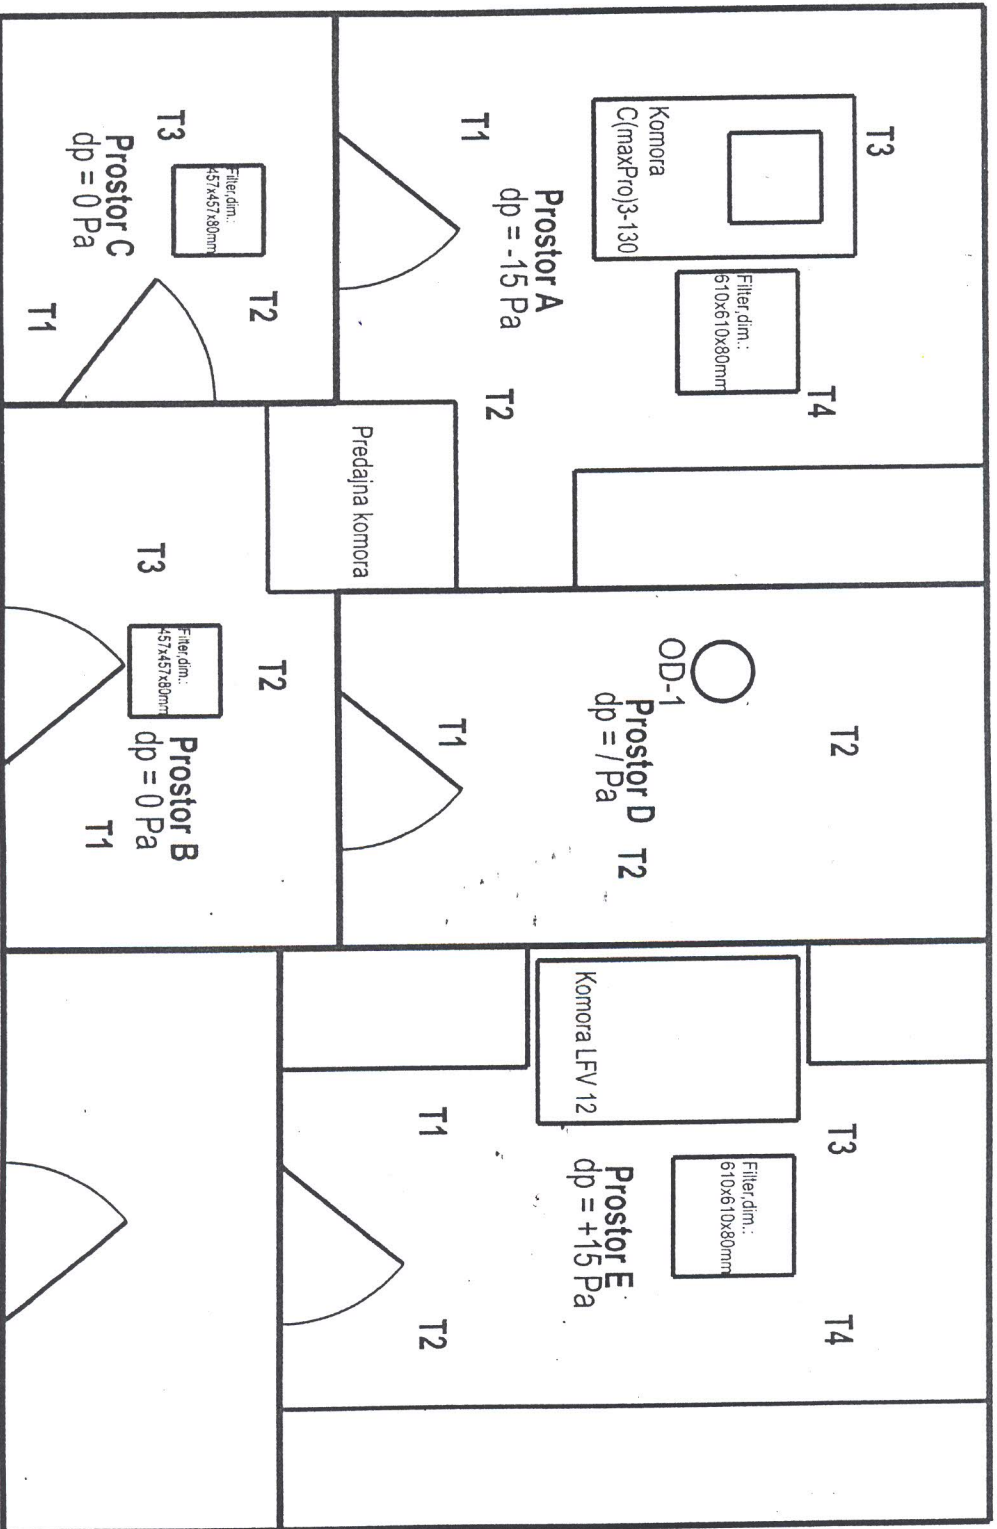 T3
Komora
C(maxPro)3-130
Filter,dim.:
610x610x80mm
T4
T1
Prostor A
dp = -15 Pa
T2
T3
Filter,dim.:
457x457x80mm
Prostor C
dp = 0 Pa
T2
T1
Predajna komora
T3
T2
Filter,dim.:
457x457x80mm
Prostor B
dp = 0 Pa
T1
OD-1
T2
Prostor D
dp = / Pa
T1
T2
Komora LFV 12
T3
Filter,dim.:
610x610x80mm
T1
Prostor E
dp = +15 Pa
T4
T2